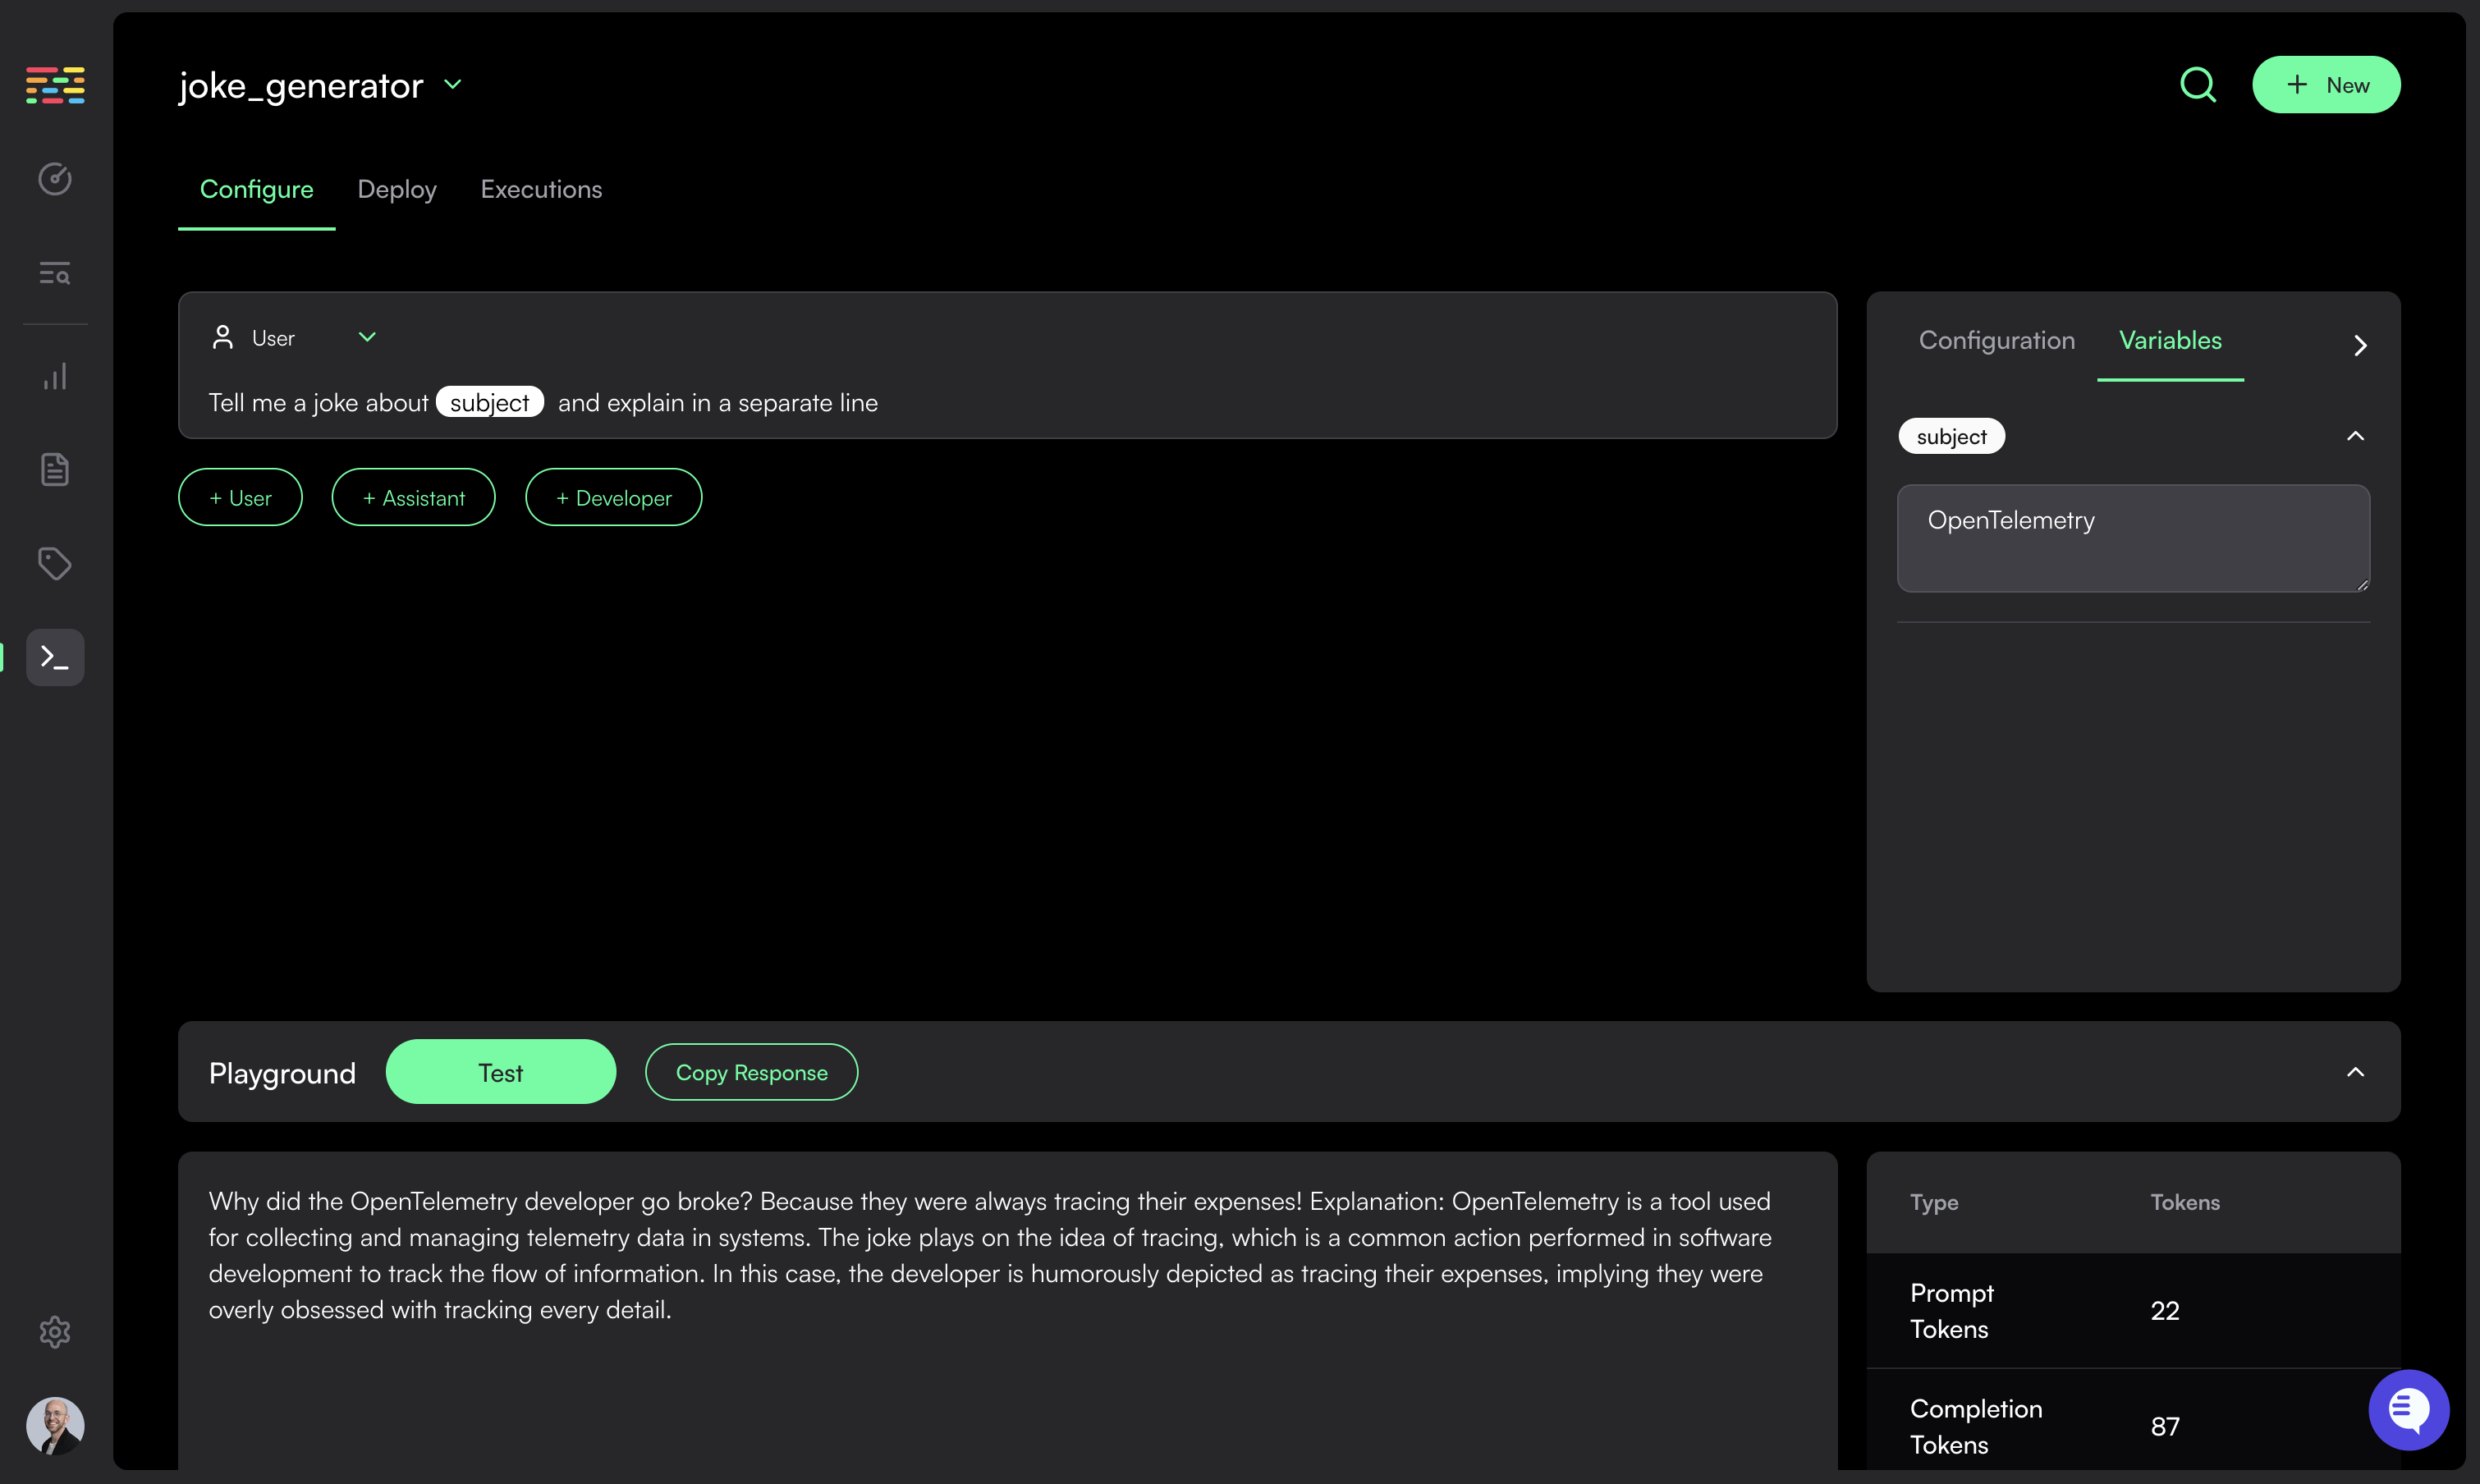 joke_generator
+ New
Configure Deploy Executions
User
Tell me a joke about subject and explain in a separate line
+ User + Assistant + Developer
Configuration Variables
subject
OpenTelemetry
Playground Test Copy Response
Why did the OpenTelemetry developer go broke? Because they were always tracing their expenses! Explanation: OpenTelemetry is a tool used
for collecting and managing telemetry data in systems. The joke plays on the idea of tracing, which is a common action performed in software
development to track the flow of information. In this case, the developer is humorously depicted as tracing their expenses, implying they were
overly obsessed with tracking every detail.
Type Tokens
Prompt
Tokens
22
Completion
Tokens
87